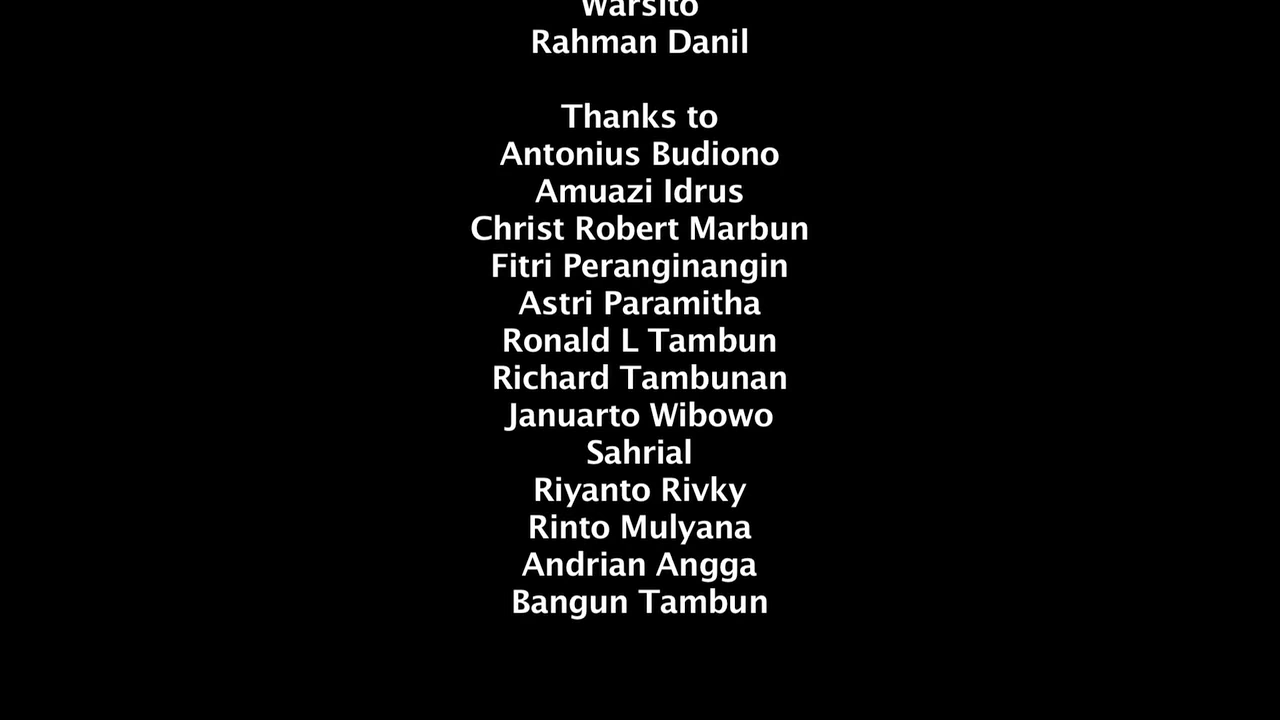 Warsito
Rahman Danil
Thanks to
Antonius Budiono
Amuazi Idrus
Christ Robert Marbun
Fitri Peranginangin
Astri Paramitha
Ronald L Tambun
Richard Tambunan
Januarto Wibowo
Sahrial
Riyanto Rivky
Rinto Mulyana
Andrian Angga
Bangun Tambun